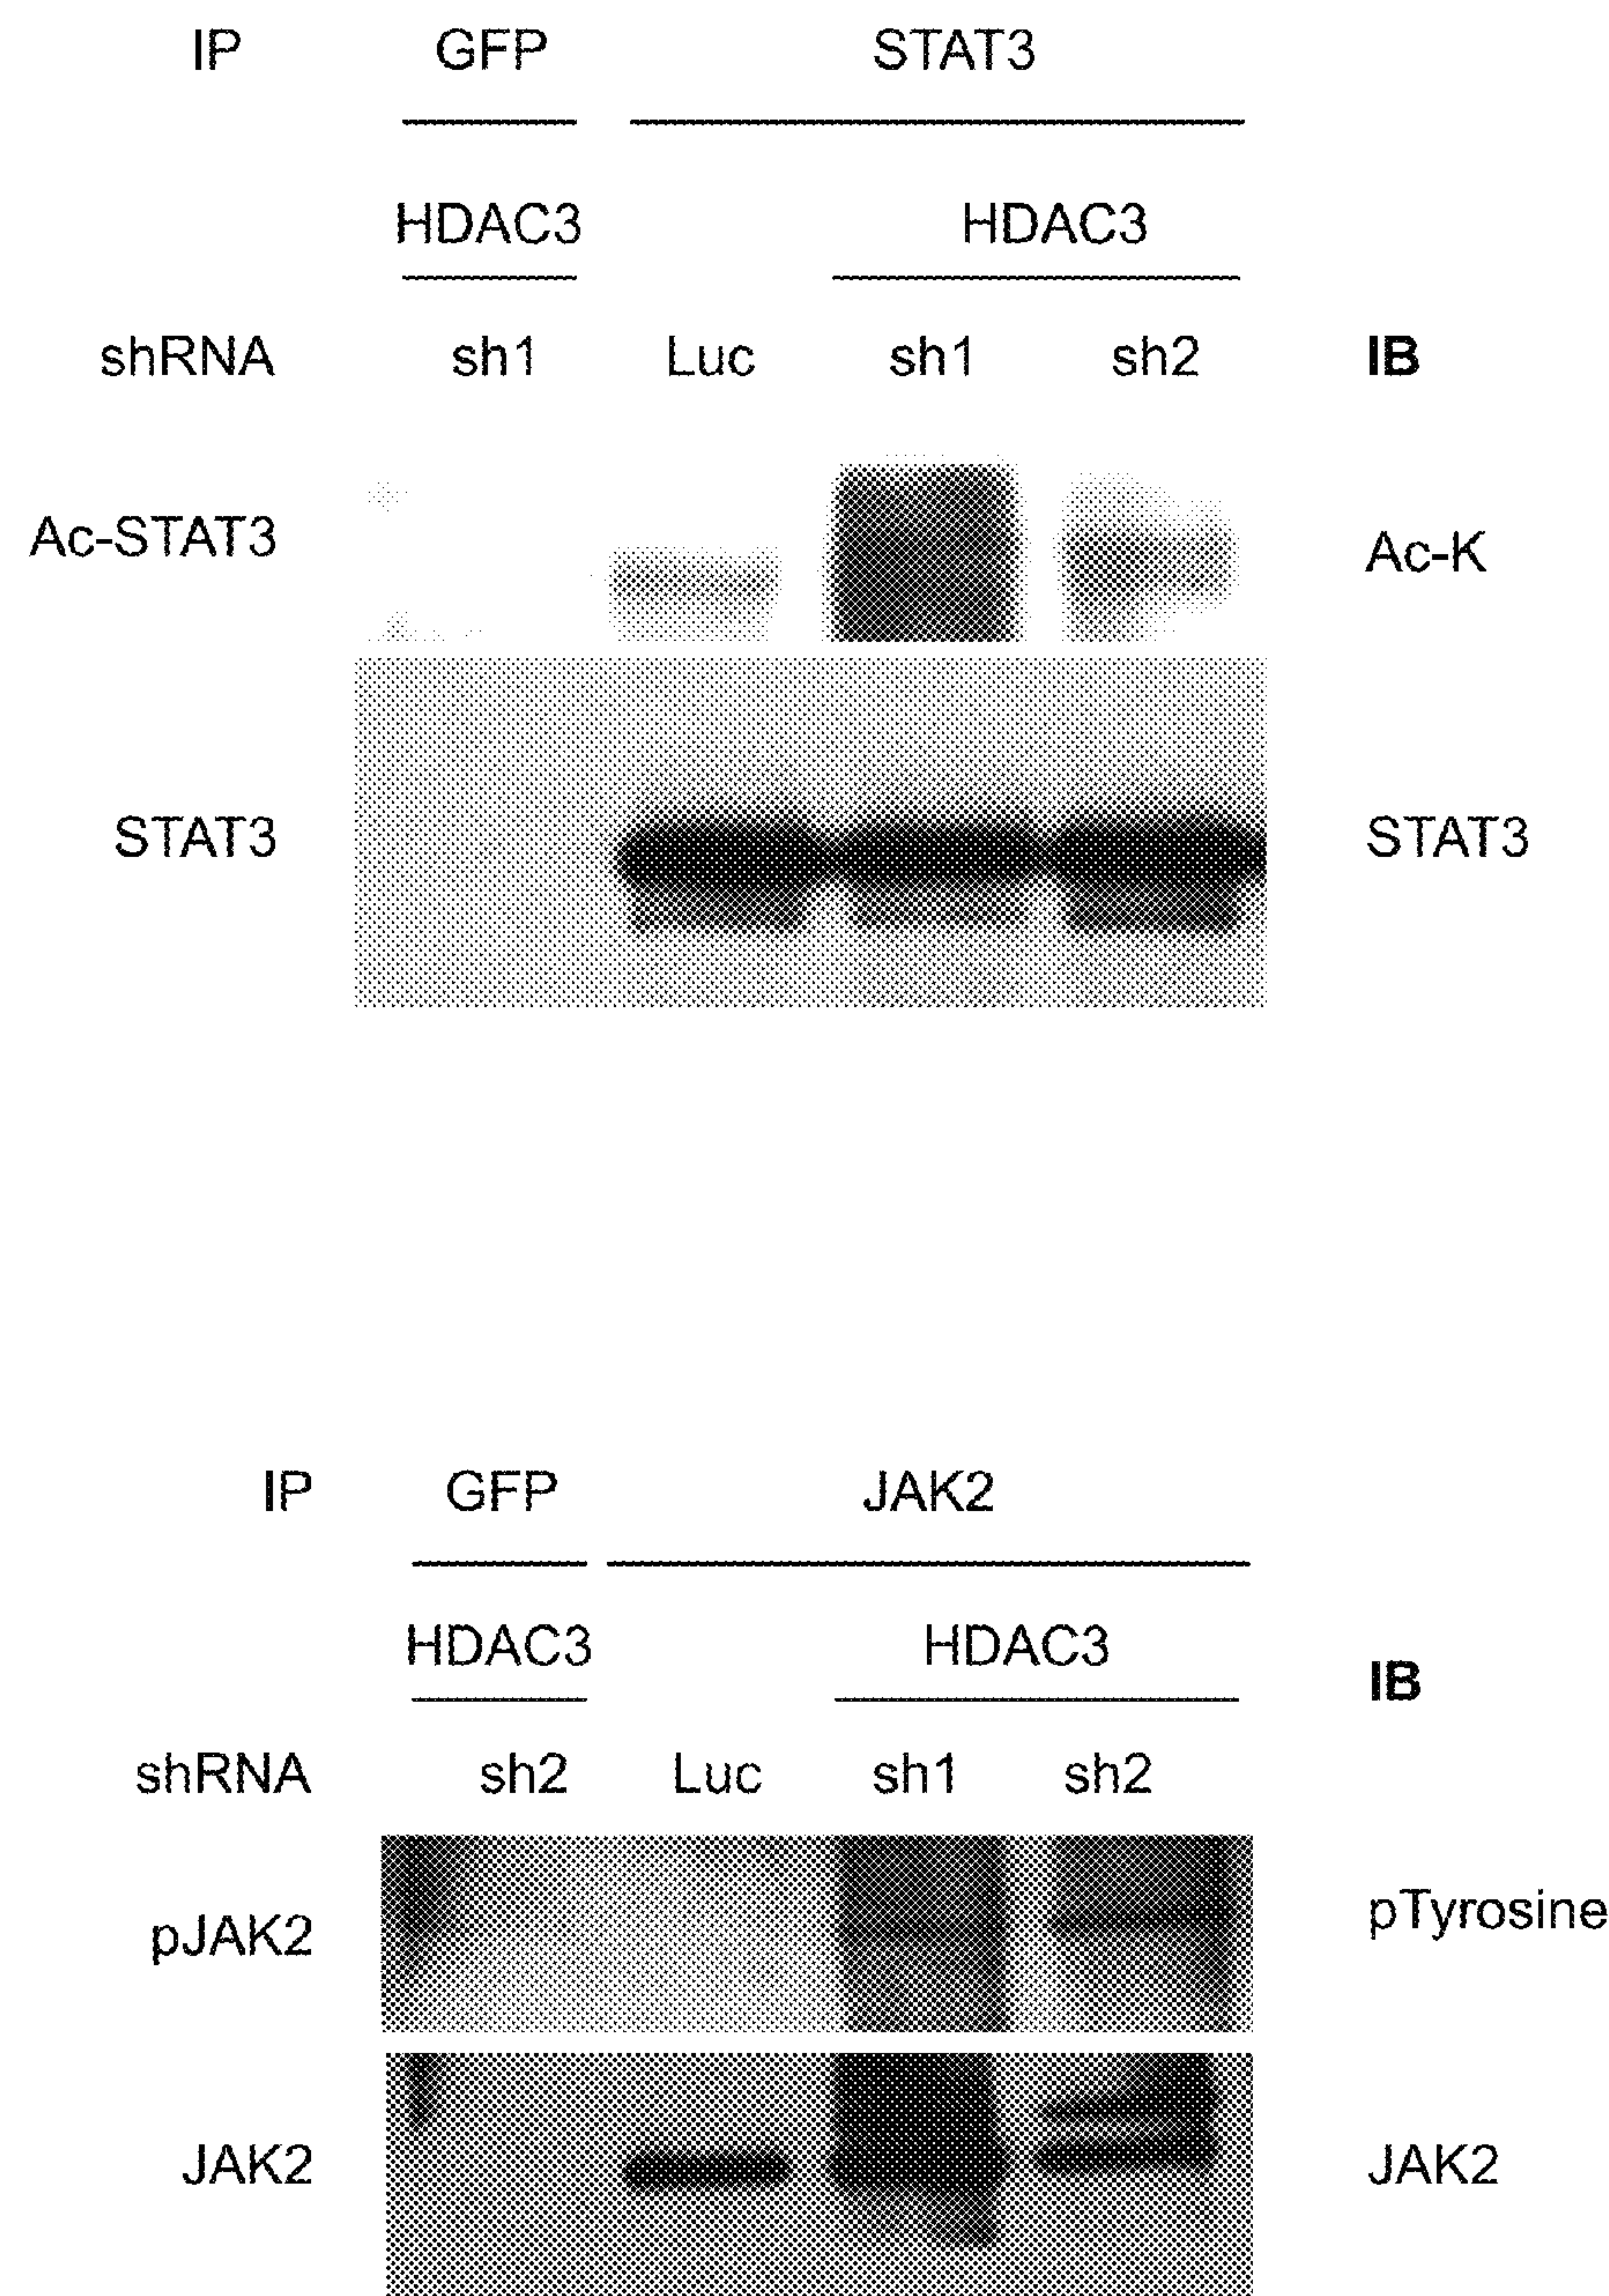 IP GFP STAT3
HDAC3 HDAC3
shRNA sh1 Luc sh1 sh2 IB
Ac-STAT3 Ac-K
STAT3 STAT3
IP GFP JAK2
HDAC3 HDAC3 IB
shRNA sh2 Luc sh1 sh2
pJAK2 pTyrosine
JAK2 JAK2